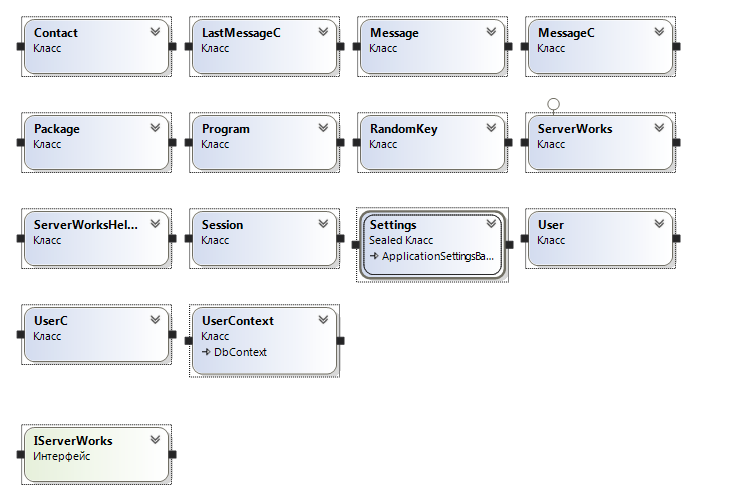 Contact
Класс
LastMessageC
Класс
Message
Класс
MessageC
Класс
Package
Класс
Program
Класс
RandomKey
Класс
ServerWorks
Класс
ServerWorksHel...
Класс
Session
Класс
Settings
Sealed Класс
ApplicationSettingsBa...
User
Класс
UserC
Класс
UserContext
Класс
DbContext
IServerWorks
Интерфейс